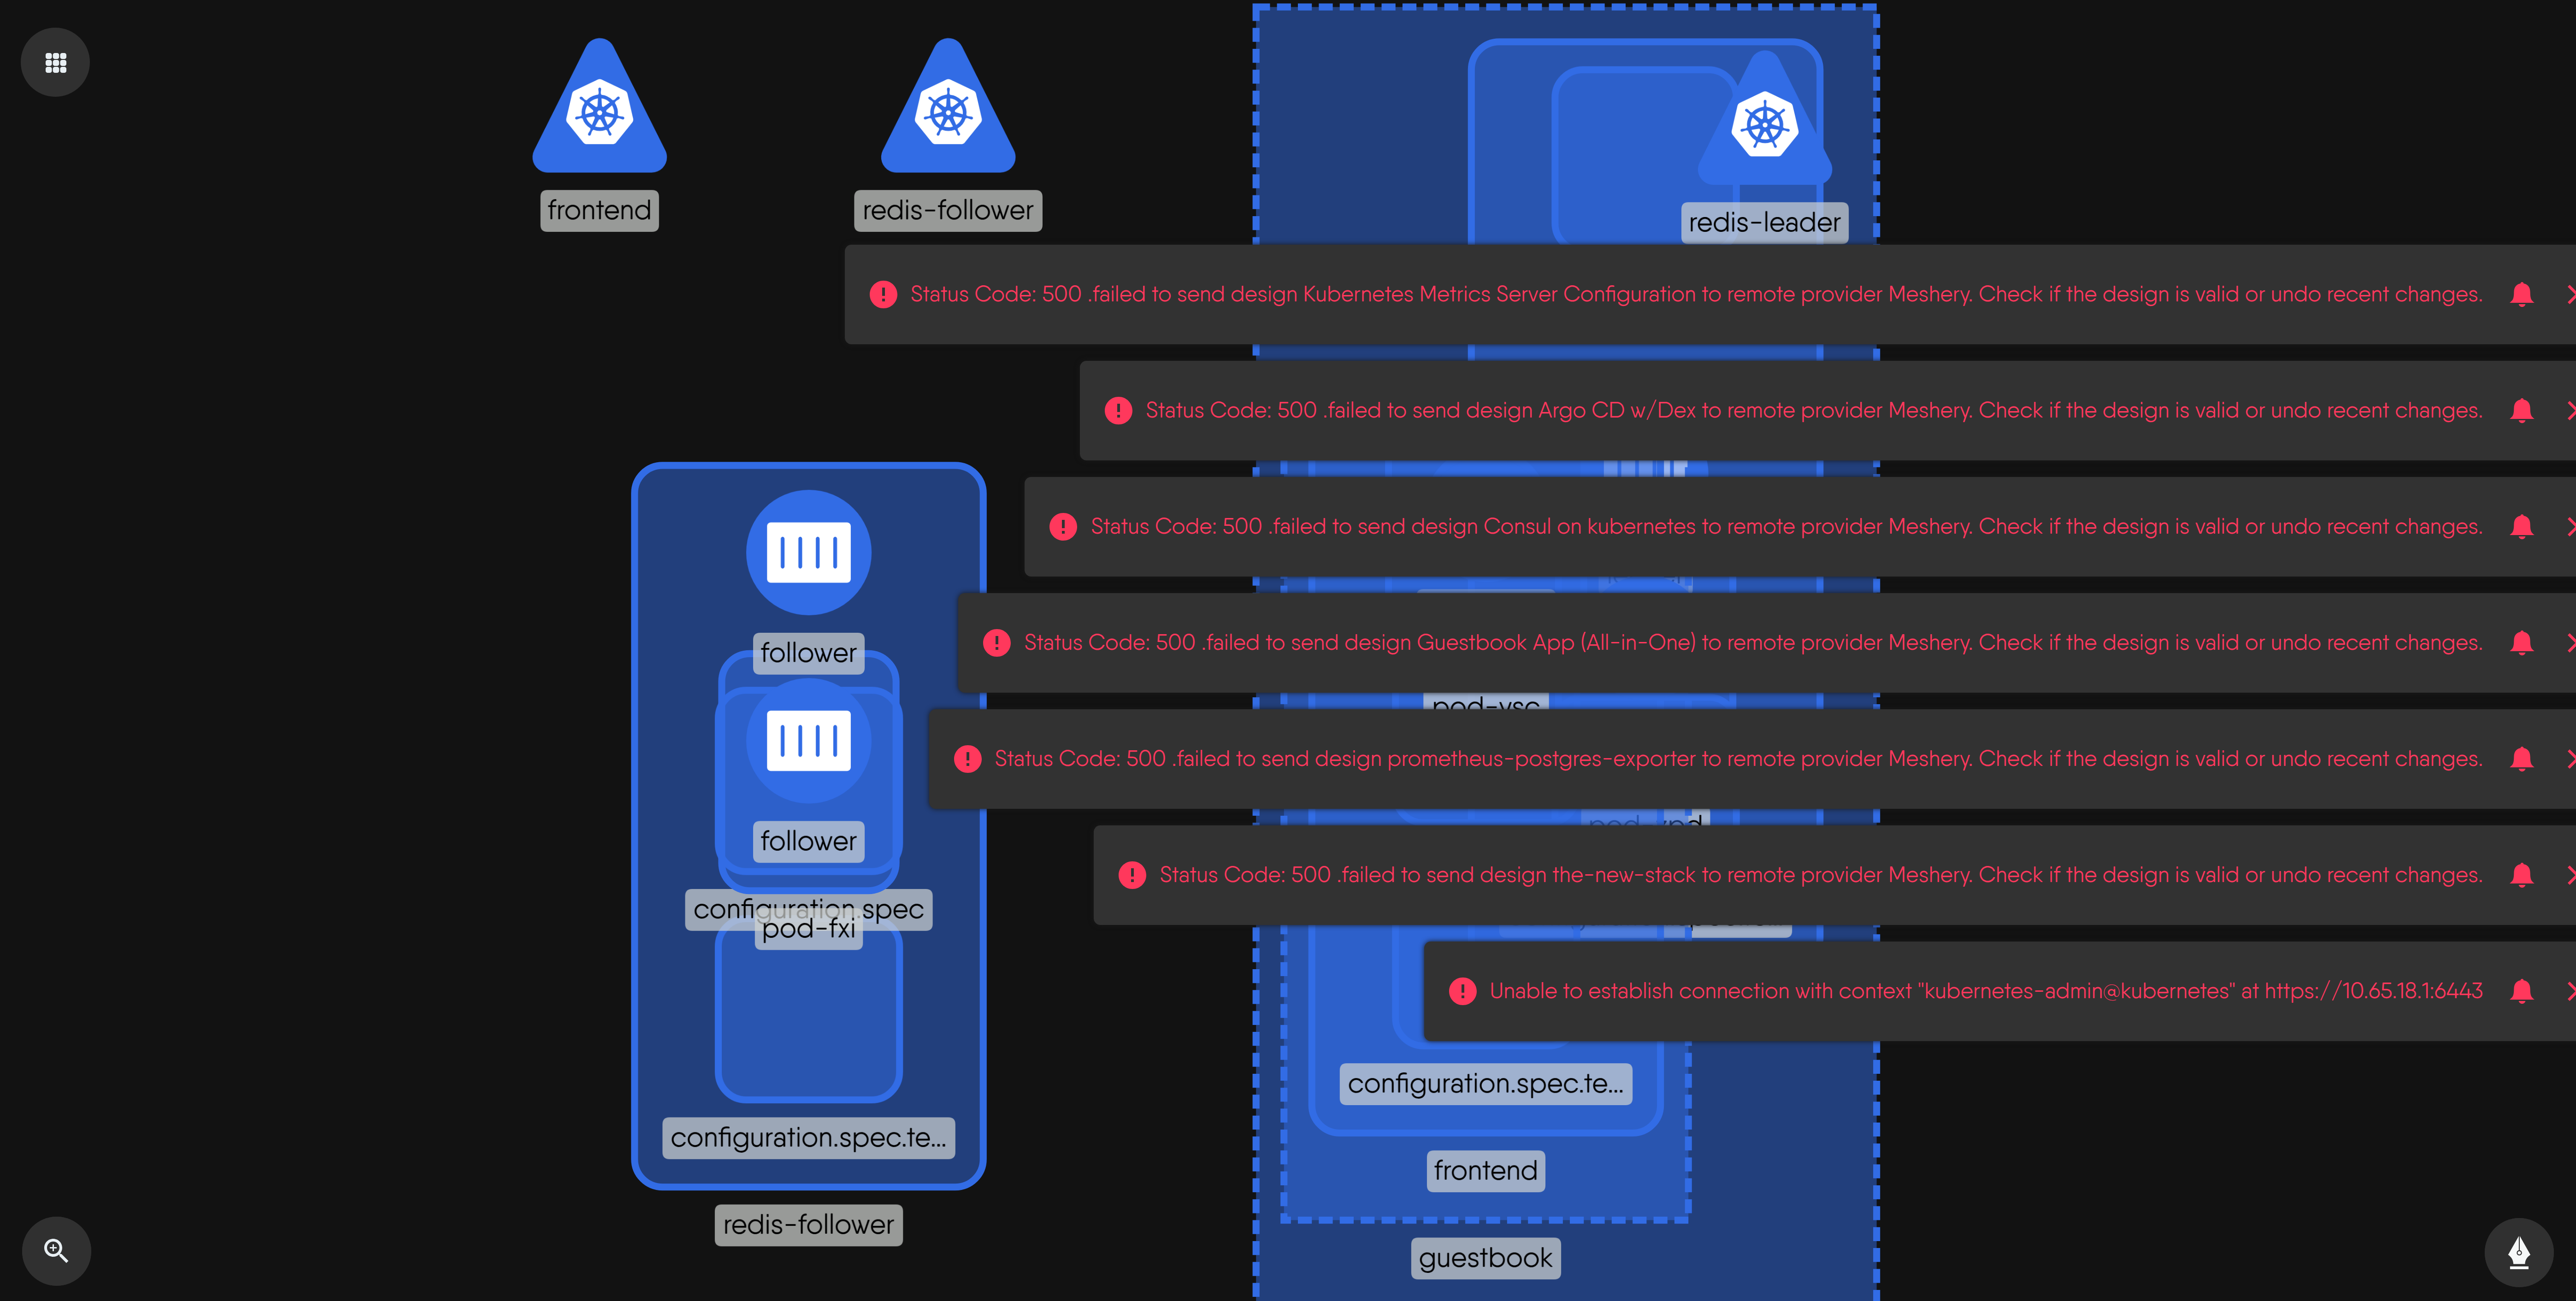 frontend
redis-follower
redis-leader
Status Code: 500 .failed to send design Kubernetes Metrics Server Configuration to remote provider Meshery. Check if the design is valid or undo recent changes.
Status Code: 500 .failed to send design Argo CD w/Dex to remote provider Meshery. Check if the design is valid or undo recent changes.
Status Code: 500 .failed to send design Consul on kubernetes to remote provider Meshery. Check if the design is valid or undo recent changes.
Status Code: 500 .failed to send design Guestbook App (All-in-One) to remote provider Meshery. Check if the design is valid or undo recent changes.
follower
pod-vsc
Status Code: 500 .failed to send design prometheus-postgres-exporter to remote provider Meshery. Check if the design is valid or undo recent changes.
follower
Status Code: 500 .failed to send design the-new-stack to remote provider Meshery. Check if the design is valid or undo recent changes.
configuration.spec
pod-fxi
Unable to establish connection with context "kubernetes-admin@kubernetes" at https://10.65.18.1:6443
configuration.spec.te...
configuration.spec.te...
frontend
redis-follower
guestbook